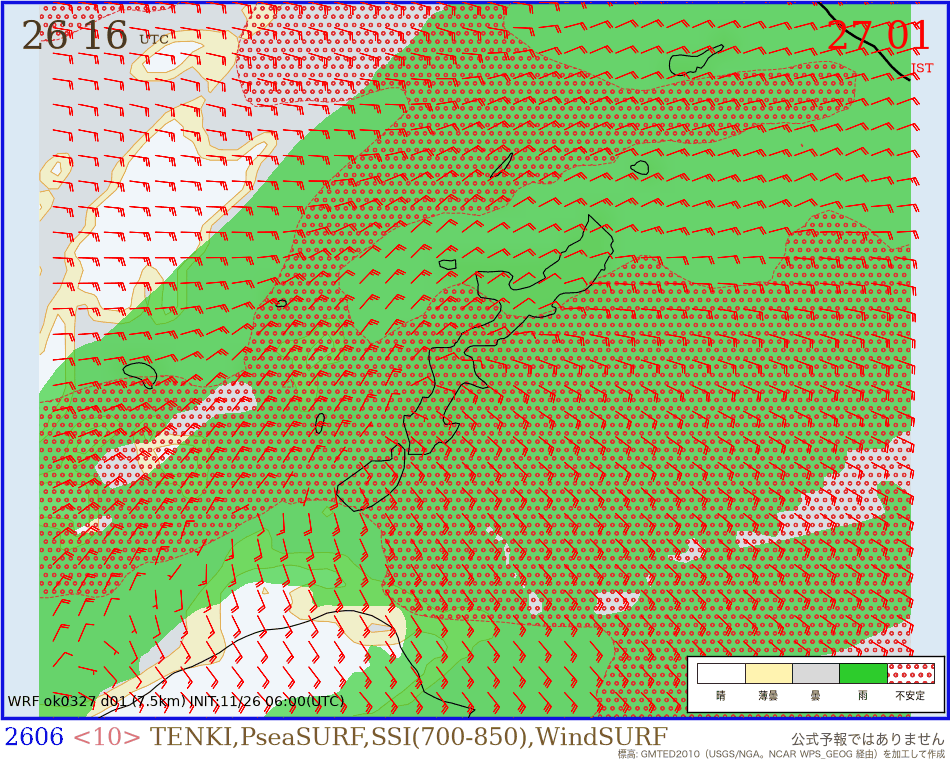 26 16 UTC
27 01
JST
WRF ok0327 d01 (7.5km) INIT:11/26 06:00(UTC)
晴 薄曇 曇 雨 不安定
2606 <10> TENKI,PseaSURF,SSI(700-850),WindSURF
公式予報ではありません
標高: GMTED2010（USGS/NGA。NCAR WPS_GEOG 経由）を加工して作成